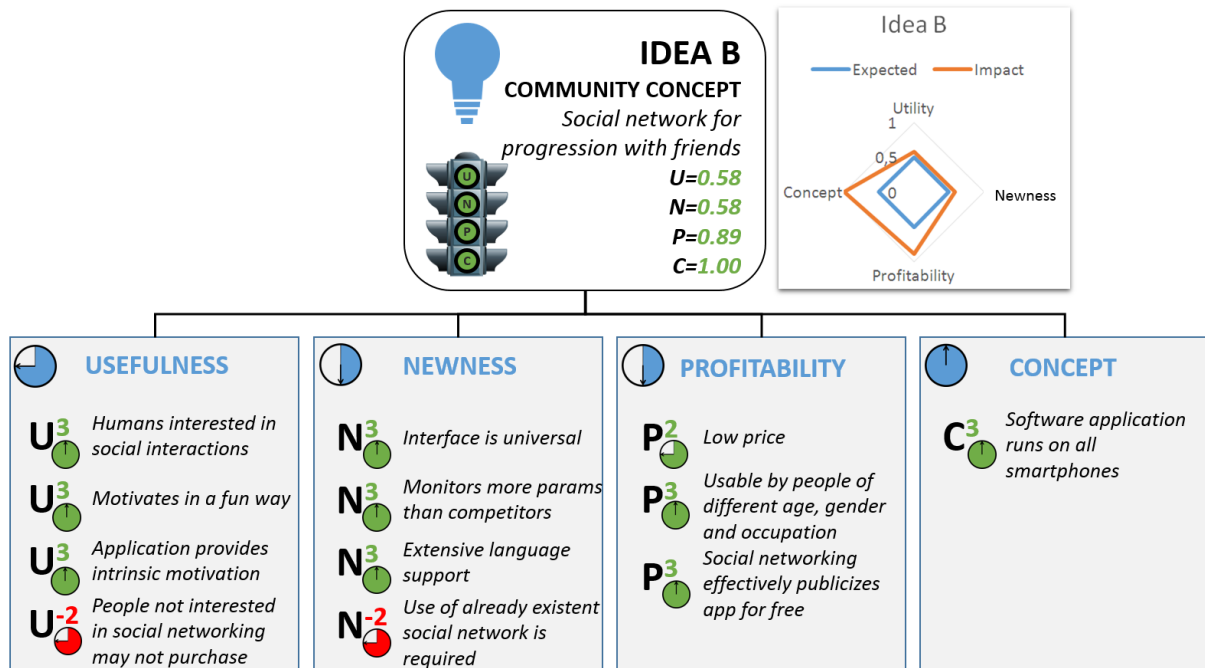 IDEA B
COMMUNITY CONCEPT
Social network for
progression with friends
U=0.58
N=0.58
P=0.89
C=1.00
U
N
P
C
Idea B
Expected
Impact
Utility
1
0,5
0
Concept
Newness
Profitability
USEFULNESS
U3
Humans interested in
social interactions
U3
Motivates in a fun way
U3
Application provides
intrinsic motivation
U-2
People not interested
in social networking
may not purchase
NEWNESS
N3
Interface is universal
N3
Monitors more params
than competitors
N3
Extensive language
support
N-2
Use of already existent
social network is
required
PROFITABILITY
P2
Low price
P3
Usable by people of
different age, gender
and occupation
P3
Social networking
effectively publicizes
app for free
CONCEPT
C3
Software application
runs on all
smartphones